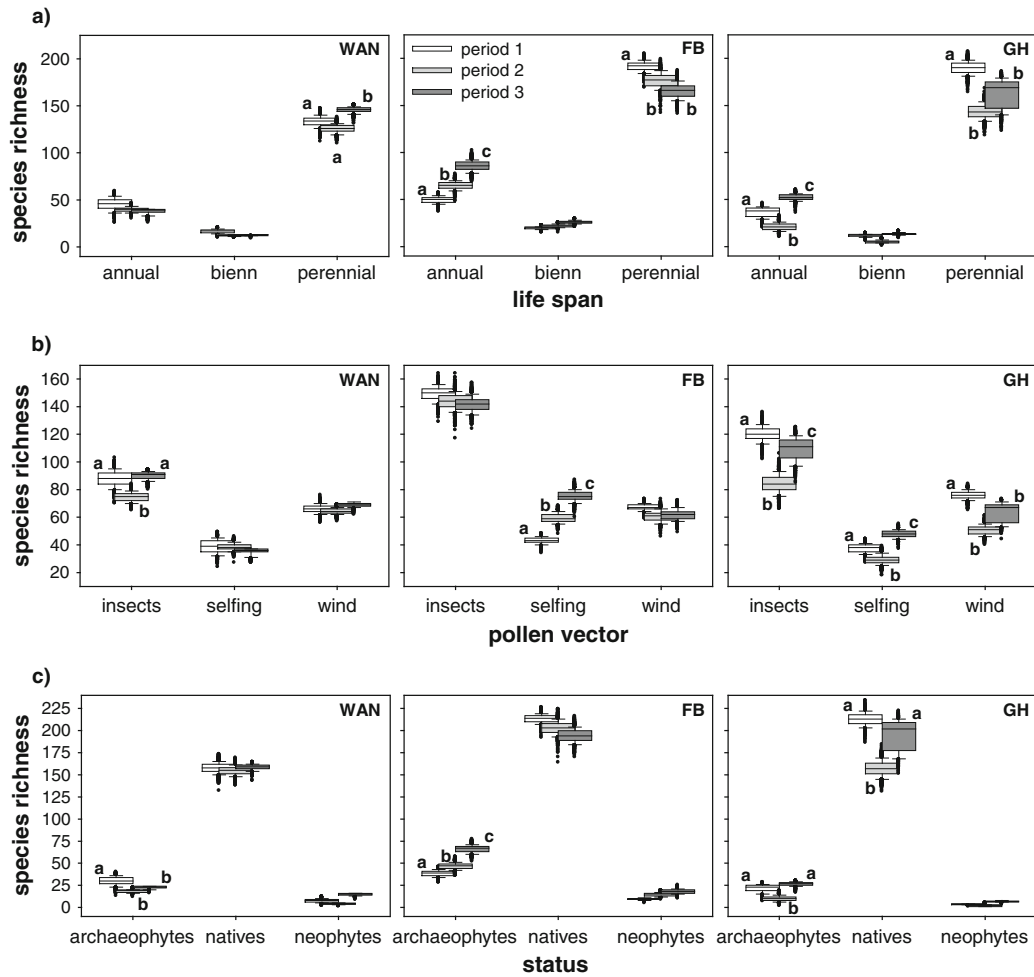 a)
WAN
FB
GH
period 1
period 2
period 3
species richness
200
150
100
50
0
a
a
b
a
b
c
a
b
b
a
b
c
a
b
b
annual bienn perennial
annual bienn perennial
annual bienn perennial
life span
b)
WAN
FB
GH
species richness
160
140
120
100
80
60
40
20
a
b
a
a
b
c
a
b
c
a
b
c
a
b
b
insects selfing wind
insects selfing wind
insects selfing wind
pollen vector
c)
WAN
FB
GH
species richness
225
200
175
150
125
100
75
50
25
0
a
b
b
a
b
c
a
b
a
a
b
a
archaeophytes natives neophytes
archaeophytes natives neophytes
archaeophytes natives neophytes
status